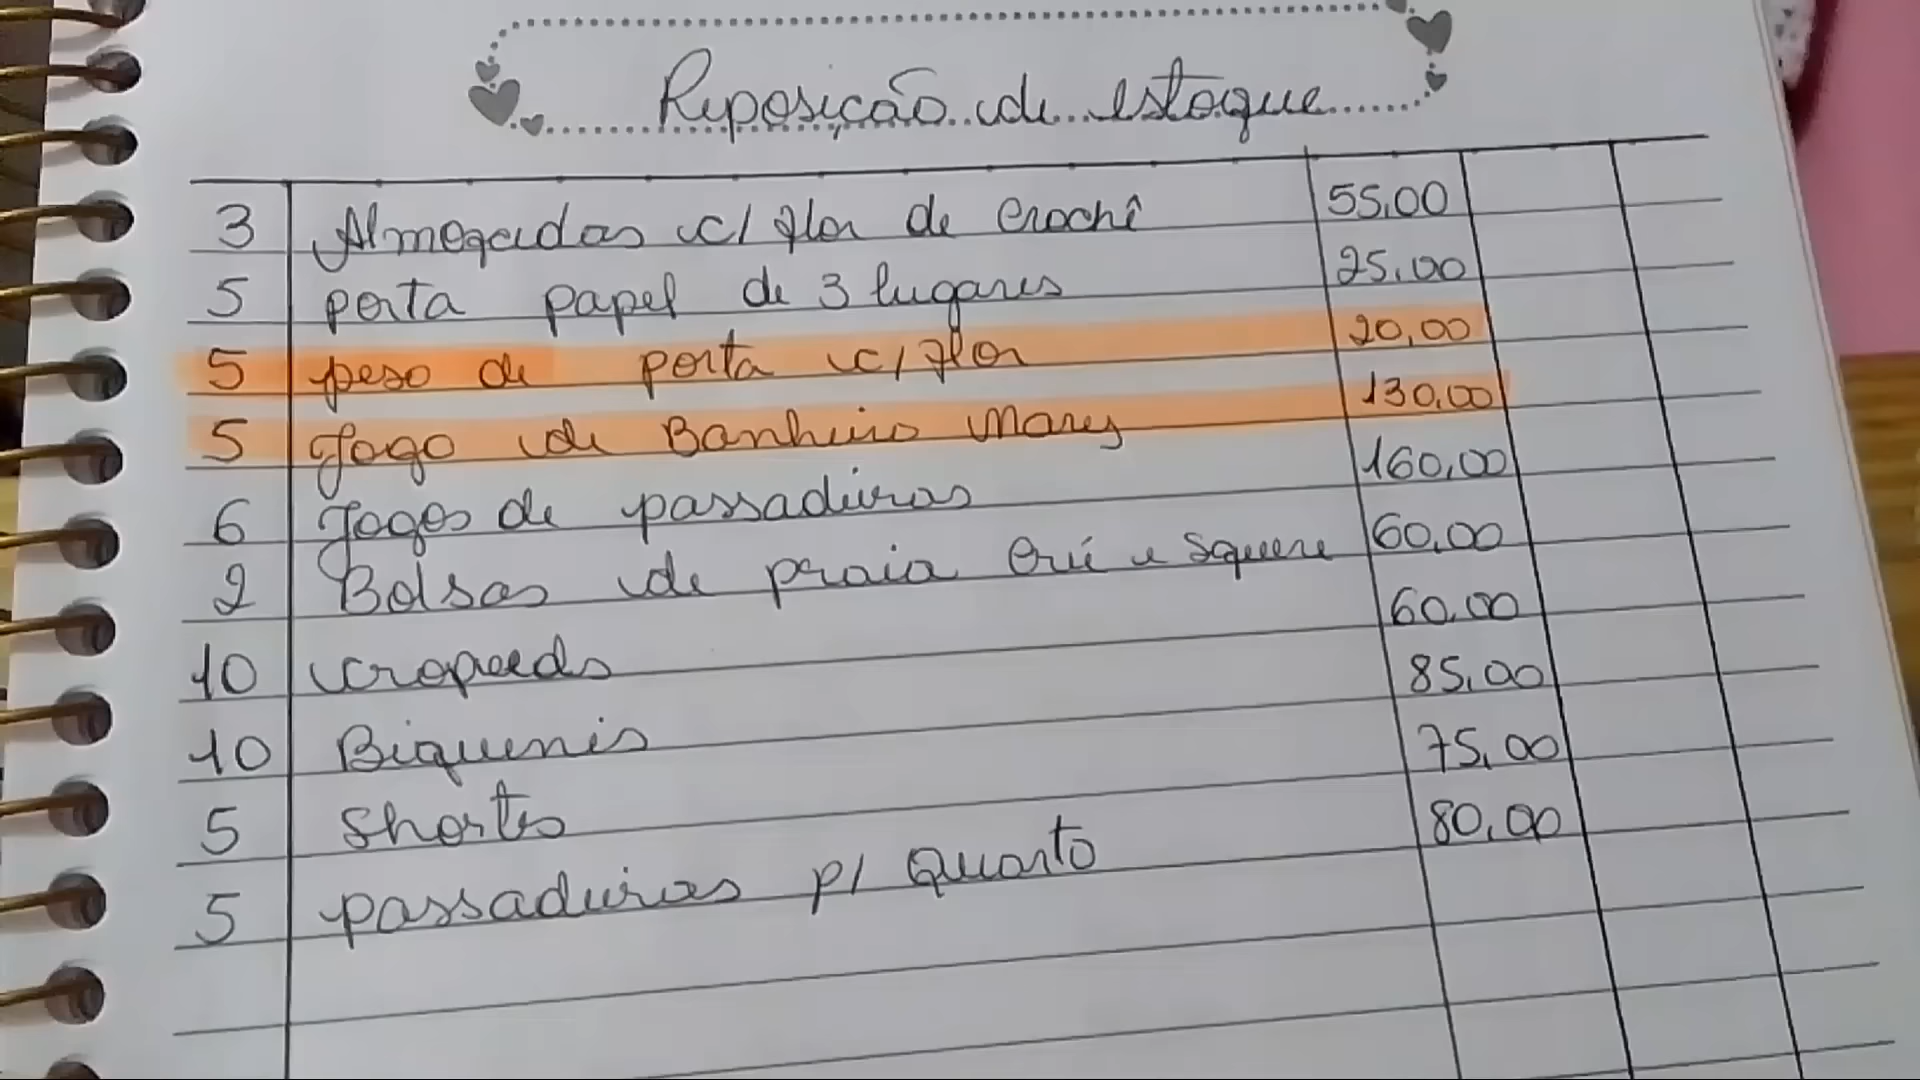 Reposição de estoque
3 Almogadas c/ flor de crochê 55,00
5 porta papel de 3 lugares 25,00
5 peso de porta c/ flor 20,00
5 Jogo de Banheiro Mary 130,00
6 Jogos de passadeiras 160,00
2 Bolsas de praia Cru e Square 60,00
10 cropeeds 60,00
10 Biquenis 85,00
5 Shorts 75,00
5 passadeiras p/ Quarto 80,00